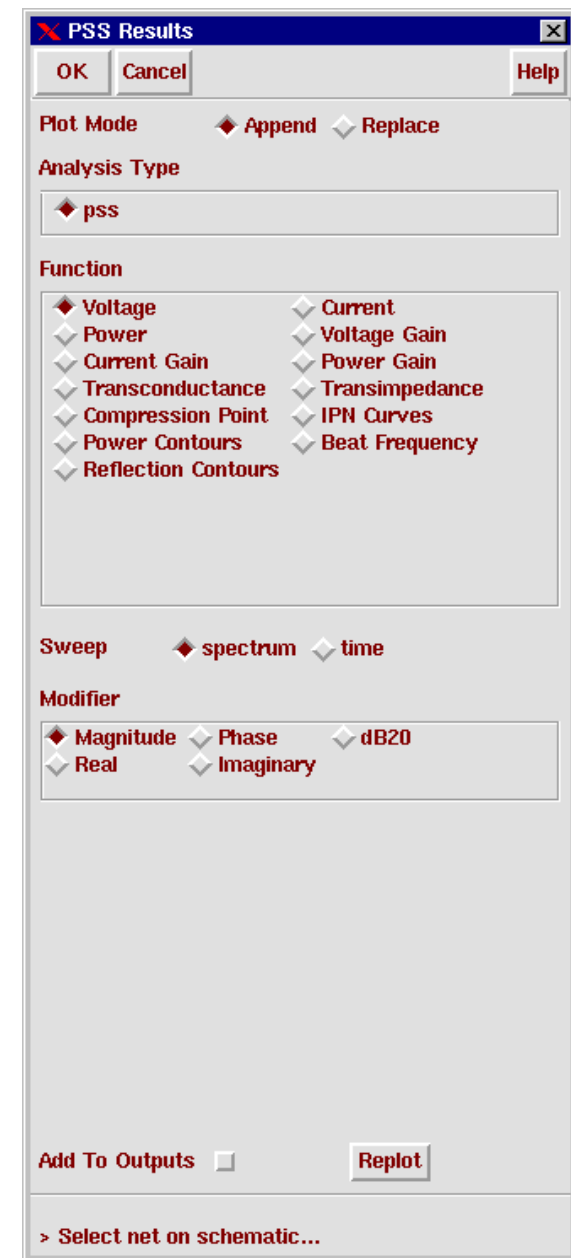 PSS Results
OK Cancel Help
Plot Mode Append Replace
Analysis Type
pss
Function
Voltage Current
Power Voltage Gain
Current Gain Power Gain
Transconductance Transimpedance
Compression Point IPN Curves
Power Contours Beat Frequency
Reflection Contours
Sweep spectrum time
Modifier
Magnitude Phase dB20
Real Imaginary
Add To Outputs Replot
> Select net on schematic...